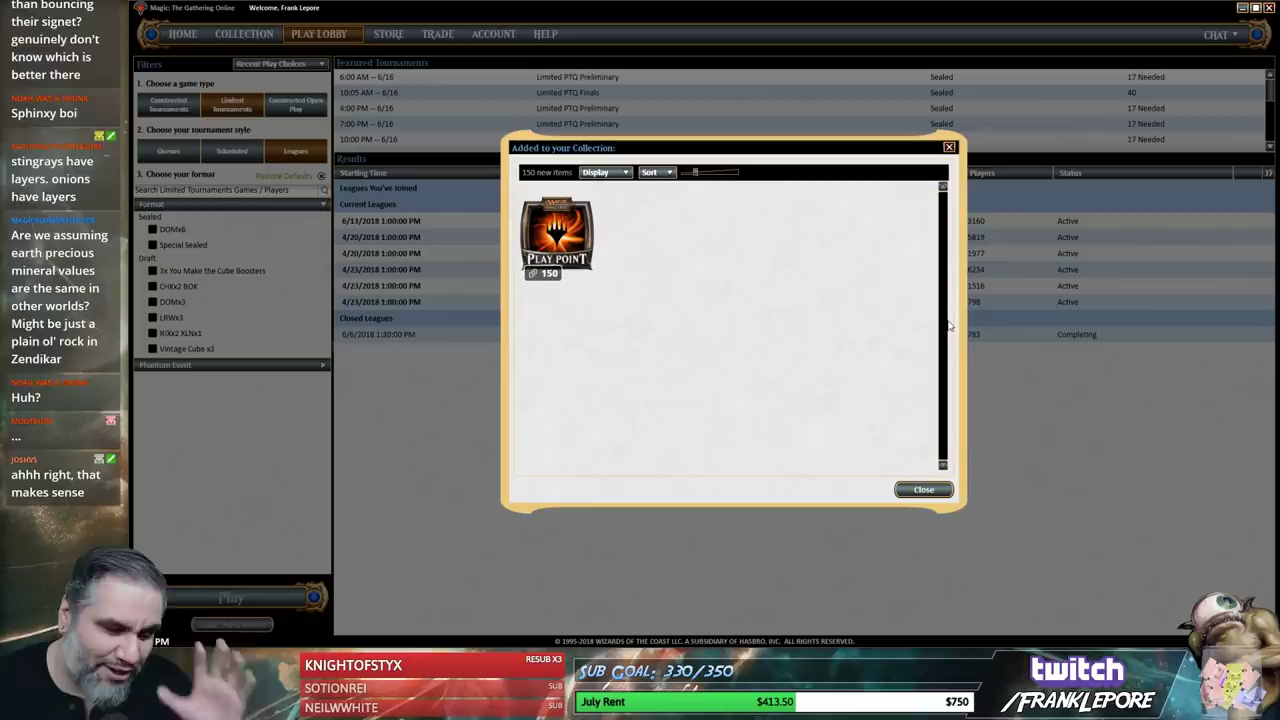 than bouncing
their signet?
genuinely don't
know which is
better there
Sphinxy boi
stingrays have
layers. onions
have layers
Are we assuming
earth precious
mineral values
are the same in
other worlds?
Might be just a
plain ol' rock in
Zendikar
Huh?
...
JOSHVS
ahhh right, that
makes sense
Magic: The Gathering Online
Welcome, Frank Lepore
HOME
COLLECTION
PLAY LOBBY
STORE
TRADE
ACCOUNT
HELP
CHAT
Filters
Recent Play Choices
1. Choose a game type
Constructed
Tournaments
Limited
Tournaments
Constructed Open
Play
2. Choose your tournament style
Queues
Scheduled
Leagues
3. Choose your format
Restore Defaults
Search Limited Tournaments Games / Players
Format
Sealed
DOMx6
Special Sealed
Draft
3x You Make the Cube Boosters
CHKx2 BOK
DOMx3
LRWx3
RIXx2 XLNx1
Vintage Cube x3
Phantom Event
Play
PM
Featured Tournaments
6:00 AM -- 6/16 Limited PTQ Preliminary Sealed 17 Needed
10:05 AM -- 6/16 Limited PTQ Finals Sealed 40
4:00 PM -- 6/16 Limited PTQ Preliminary Sealed 17 Needed
7:00 PM -- 6/16 Limited PTQ Preliminary Sealed 17 Needed
10:00 PM -- 6/16 17 Needed
Results
Starting Time Players Status
Leagues You've Joined
Current Leagues
6/13/2018 1:00:00 PM 3160 Active
4/20/2018 1:00:00 PM 5819 Active
4/20/2018 1:00:00 PM 1977 Active
4/23/2018 1:00:00 PM 6234 Active
4/23/2018 1:00:00 PM 1516 Active
4/23/2018 1:00:00 PM 798 Active
Closed Leagues
6/6/2018 1:30:00 PM 783 Completing
Added to your Collection:
150 new items
Display
Sort
PLAY POINT
150
Close
© 1995-2018 WIZARDS OF THE COAST LLC, A SUBSIDIARY OF HASBRO, INC. ALL RIGHTS RESERVED.
KNIGHTOFSTYX RESUB X3
SOTIONREI SUB
NEILWWHITE SUB
SUB GOAL: 330/350
July Rent $413.50 $750
twitch
/FRANKLEPORE